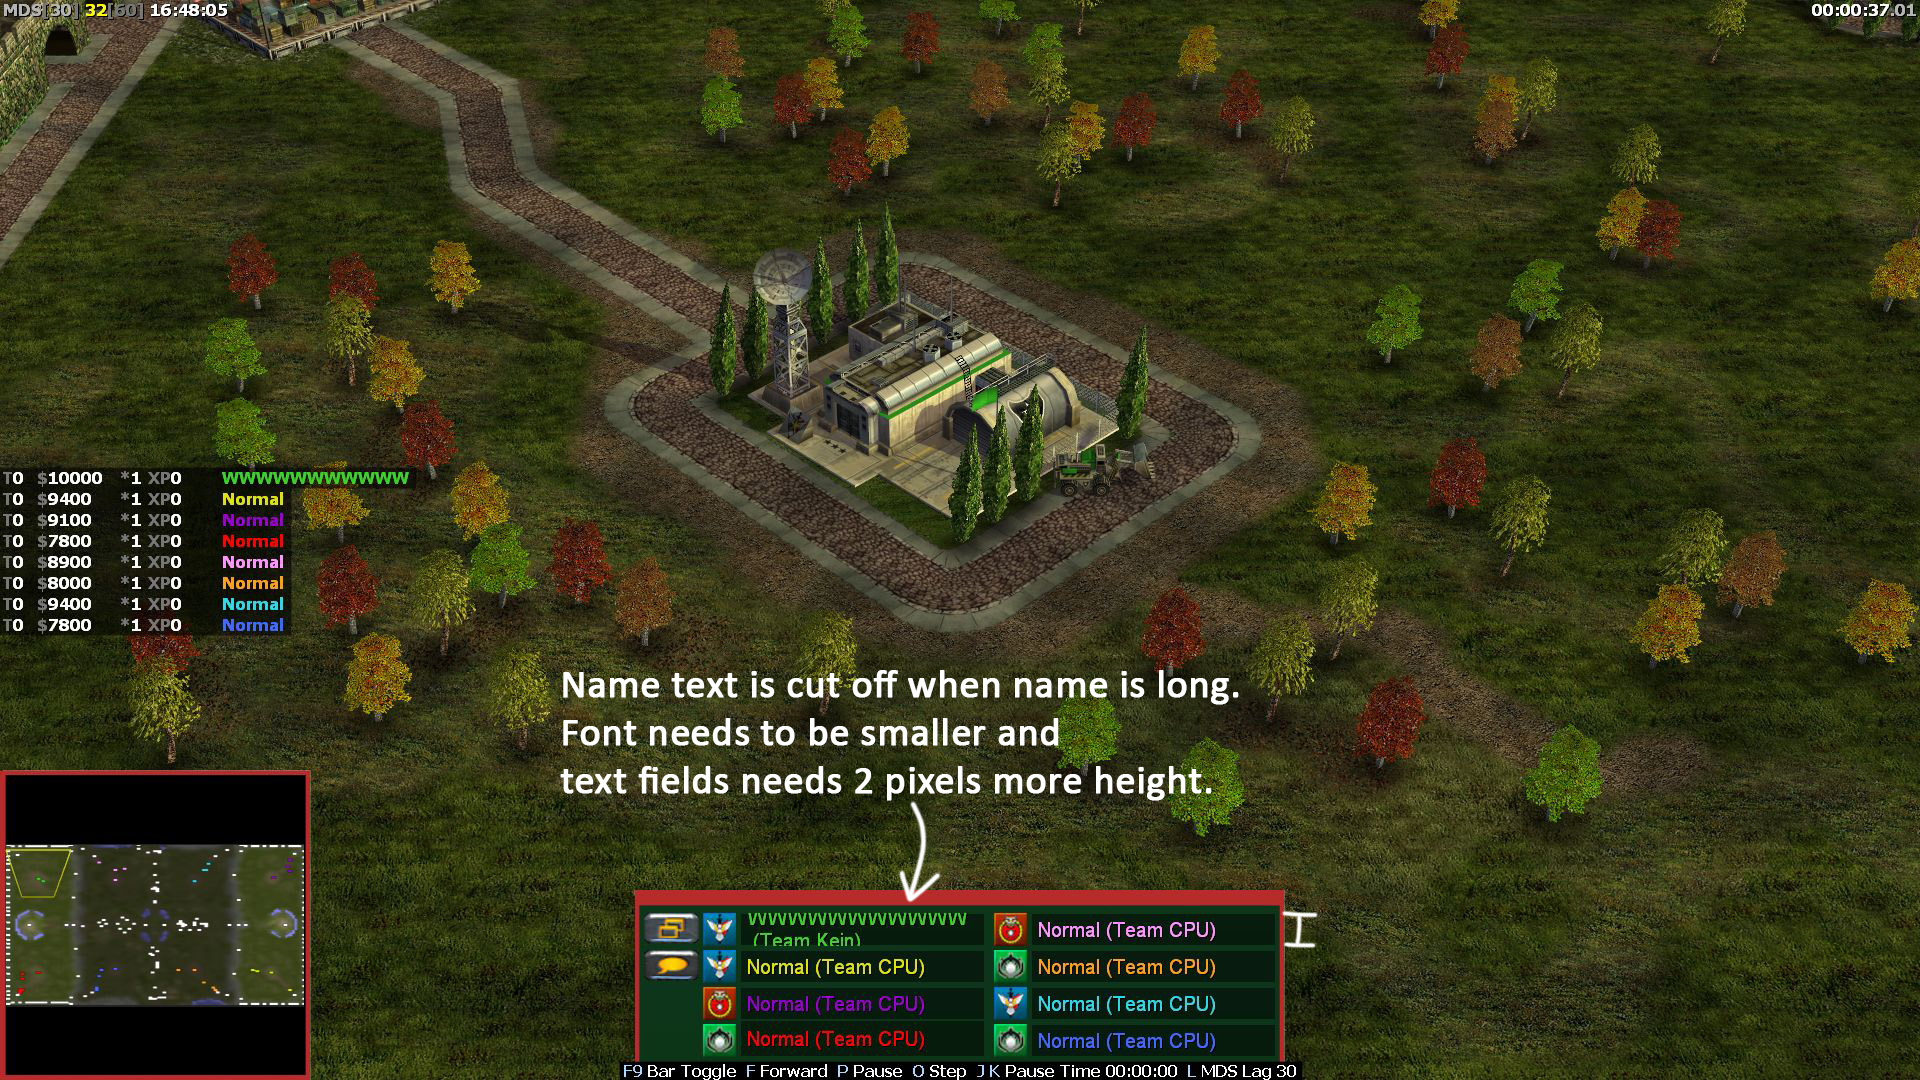 MDS[30] 32[60] 16:48:05
00:00:37.01
T0 $10000 *1 XP0 WWWWWWWWWWWW
T0 $9400 *1 XP0 Normal
T0 $9100 *1 XP0 Normal
T0 $7800 *1 XP0 Normal
T0 $8900 *1 XP0 Normal
T0 $8000 *1 XP0 Normal
T0 $9400 *1 XP0 Normal
T0 $7800 *1 XP0 Normal
Name text is cut off when name is long.
Font needs to be smaller and
text fields needs 2 pixels more height.
(Team Kein)
Normal (Team CPU)
Normal (Team CPU)
Normal (Team CPU)
Normal (Team CPU)
Normal (Team CPU)
Normal (Team CPU)
Normal (Team CPU)
F9 Bar Toggle F Forward P Pause O Step J K Pause Time 00:00:00 L MDS Lag 30